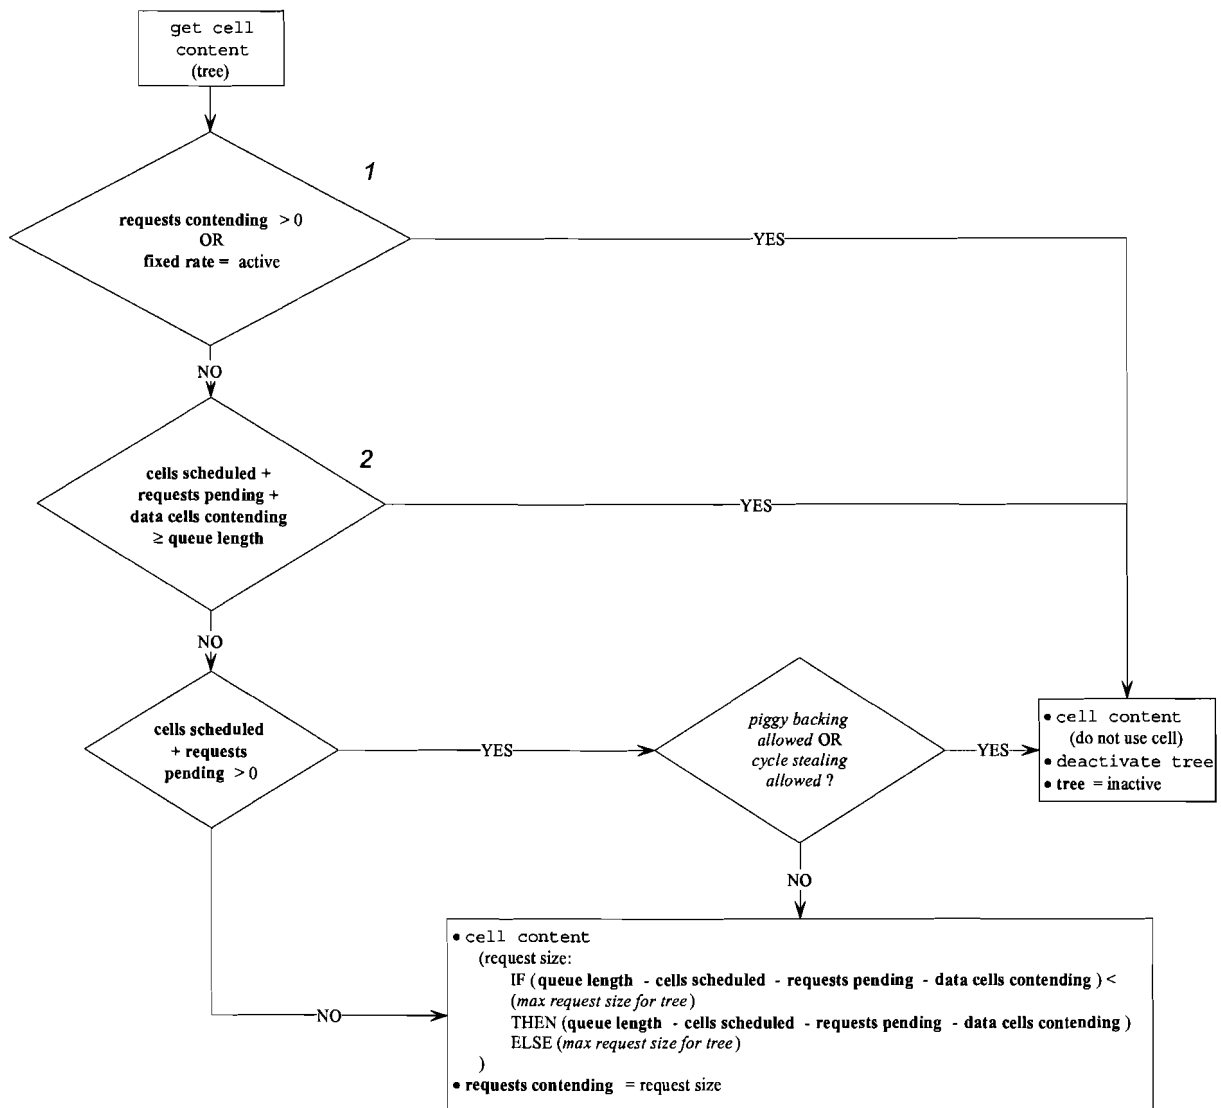 get cell
content
(tree)
1
requests contending > 0
OR
fixed rate = active
YES
NO
2
cells scheduled +
requests pending +
data cells contending
≥ queue length
YES
NO
cells scheduled
+ requests
pending > 0
YES
piggy backing
allowed OR
cycle stealing
allowed ?
YES
• cell content
(do not use cell)
• deactivate tree
• tree = inactive
NO
NO
• cell content
(request size:
IF (queue length - cells scheduled - requests pending - data cells contending ) <
(max request size for tree )
THEN (queue length - cells scheduled - requests pending - data cells contending )
ELSE (max request size for tree )
)
• requests contending = request size